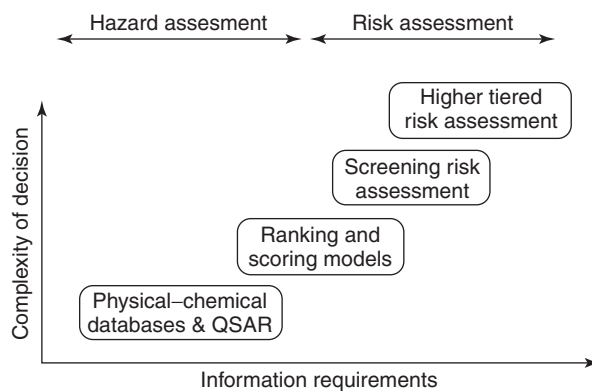 Hazard assesment
Risk assessment
Higher tiered
risk assessment
Screening risk
assessment
Ranking and
scoring models
Physical–chemical
databases & QSAR
Complexity of decision
Information requirements